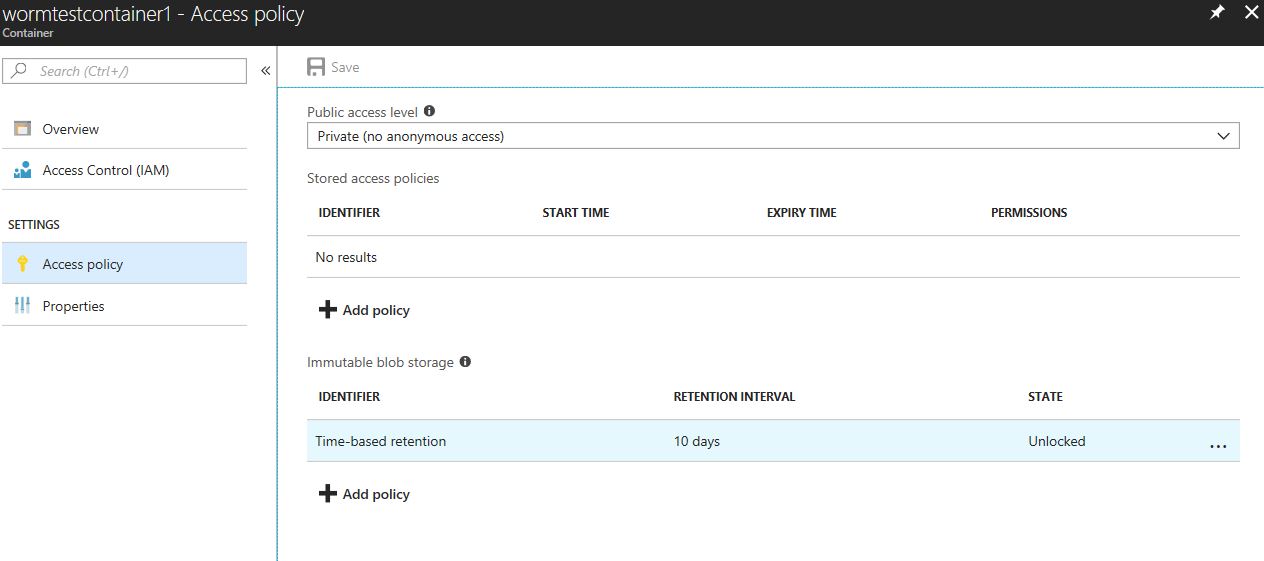 wormtestcontainer1 - Access policy
Container
Search (Ctrl+/)
«
Save
Overview
Access Control (IAM)
SETTINGS
Access policy
Properties
Public access level
Private (no anonymous access)
Stored access policies
IDENTIFIER START TIME EXPIRY TIME PERMISSIONS
No results
Add policy
Immutable blob storage
IDENTIFIER RETENTION INTERVAL STATE
Time-based retention 10 days Unlocked ...
Add policy